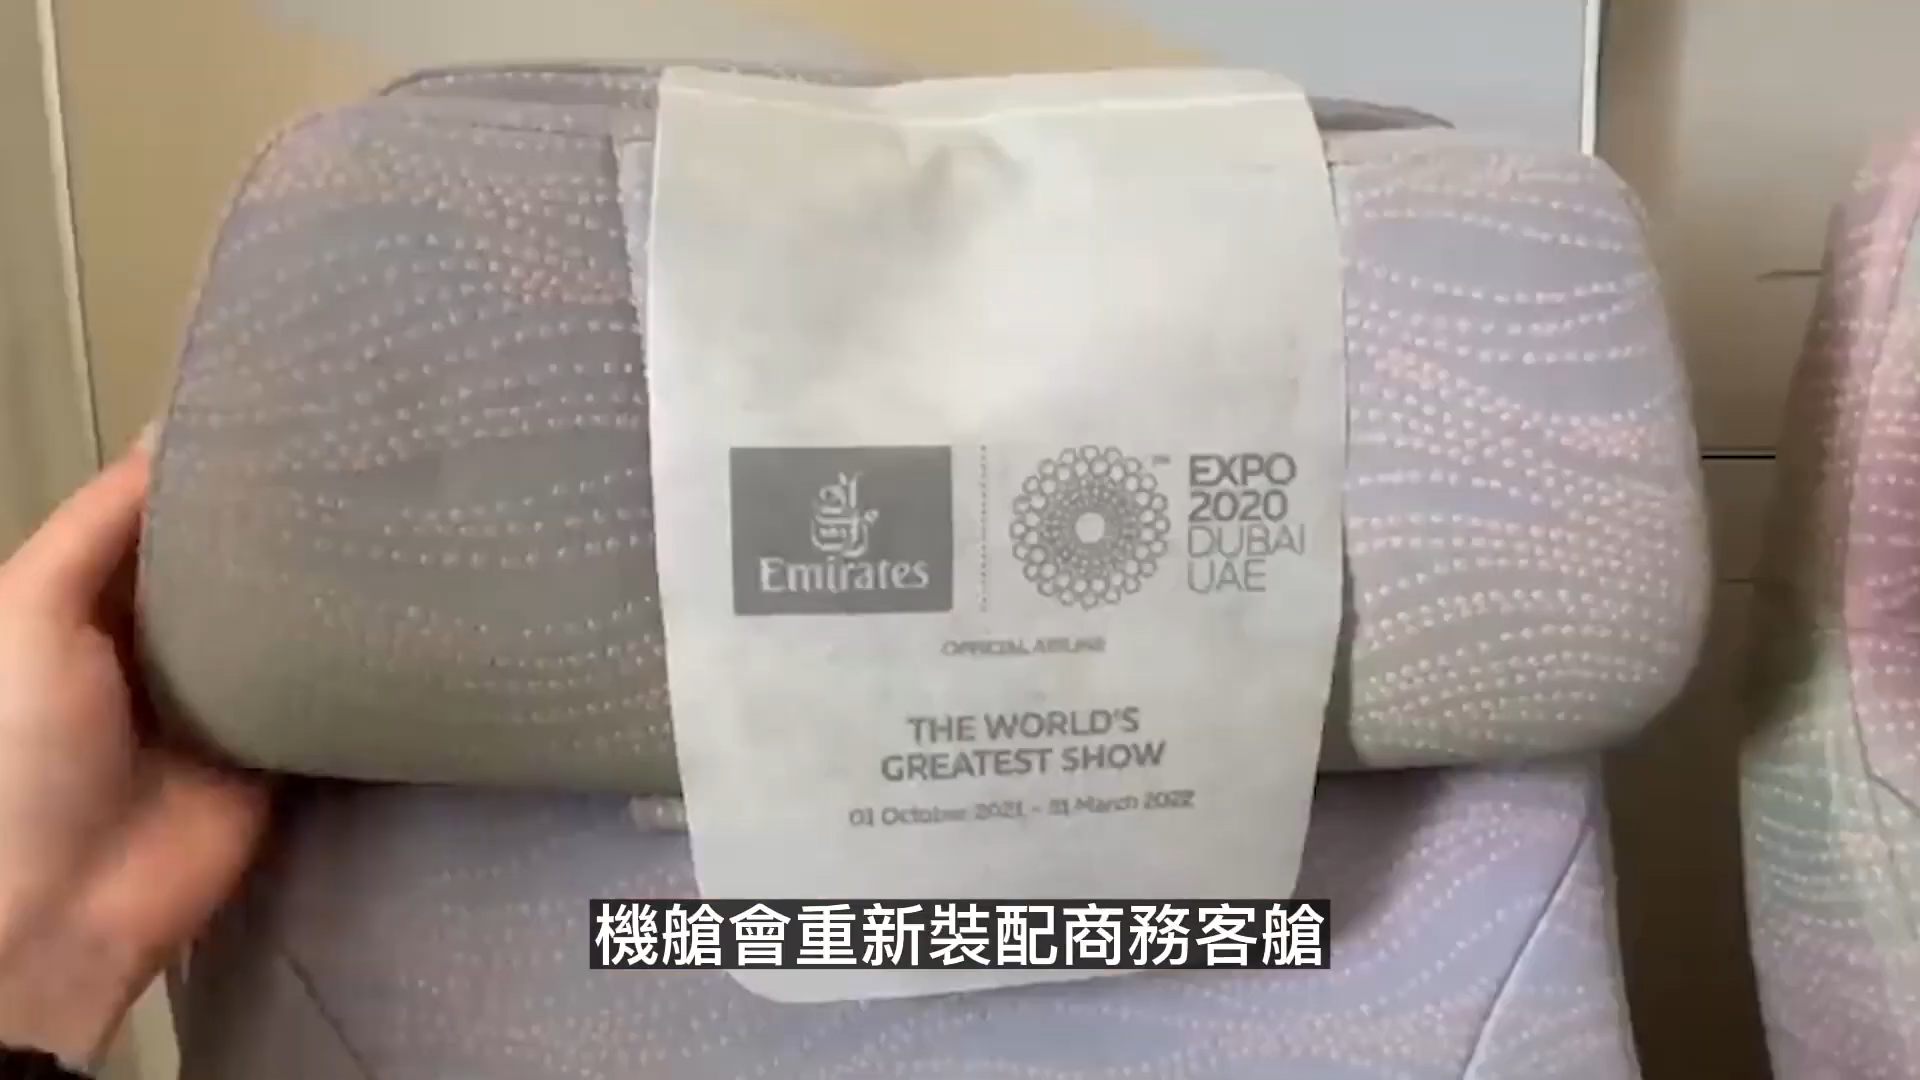 Emirates
EXPO
2020
DUBAI
UAE
OFFICIAL AIRLINE
THE WORLD'S
GREATEST SHOW
01 October 2021 – 31 March 2022
機艙會重新裝配商務客艙